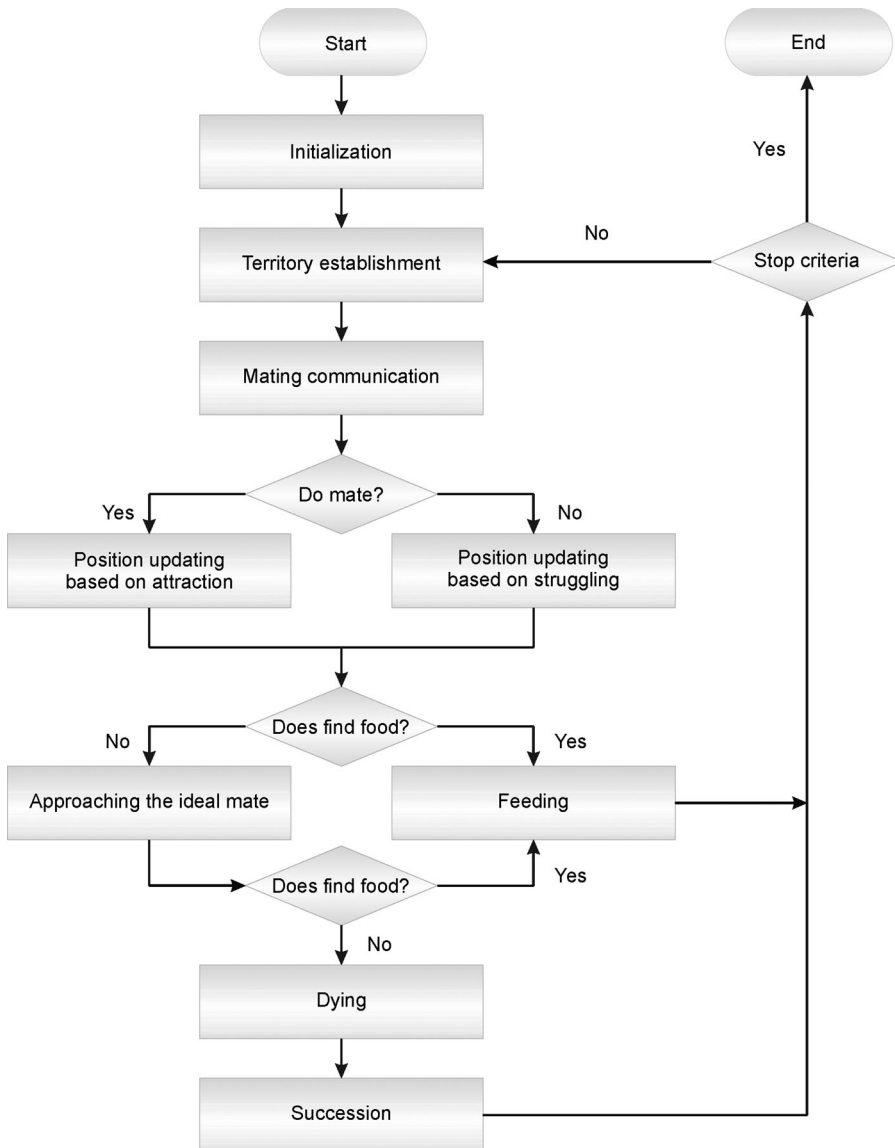 Start
End
Initialization
Yes
No
Territory establishment
Stop criteria
Mating communication
Do mate?
Yes
No
Position updating
based on attraction
Position updating
based on struggling
Does find food?
No
Yes
Approaching the ideal mate
Feeding
Does find food?
Yes
No
Dying
Succession